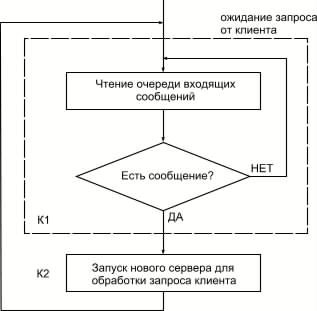 ожидание запроса
от клиента
Чтение очереди входящих
сообщений
Есть сообщение?
НЕТ
ДА
К1
К2
Запуск нового сервера для
обработки запроса клиента